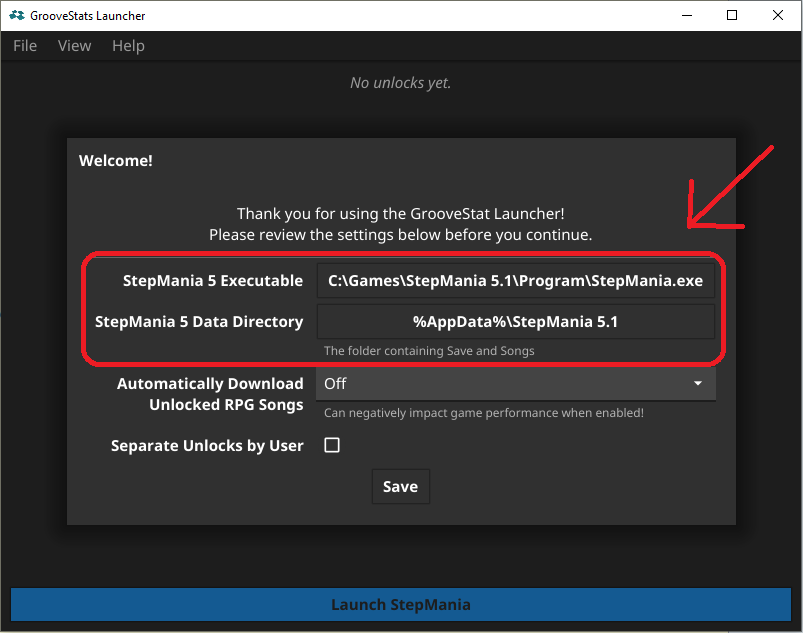 GrooveStats Launcher
File View Help
No unlocks yet.
Welcome!
Thank you for using the GrooveStat Launcher!
Please review the settings below before you continue.
StepMania 5 Executable C:\Games\StepMania 5.1\Program\StepMania.exe
StepMania 5 Data Directory %AppData%\StepMania 5.1
The folder containing Save and Songs
Automatically Download Off
Unlocked RPG Songs
Can negatively impact game performance when enabled!
Separate Unlocks by User
Save
Launch StepMania